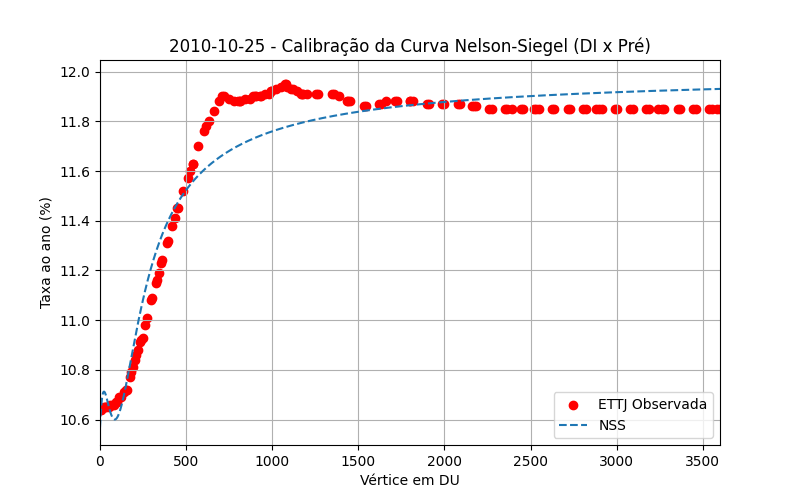 2010-10-25 - Calibração da Curva Nelson-Siegel (DI x Pré)
Taxa ao ano (%)
12.0
11.8
11.6
11.4
11.2
11.0
10.8
10.6
ETTJ Observada
NSS
0 500 1000 1500 2000 2500 3000 3500
Vértice em DU